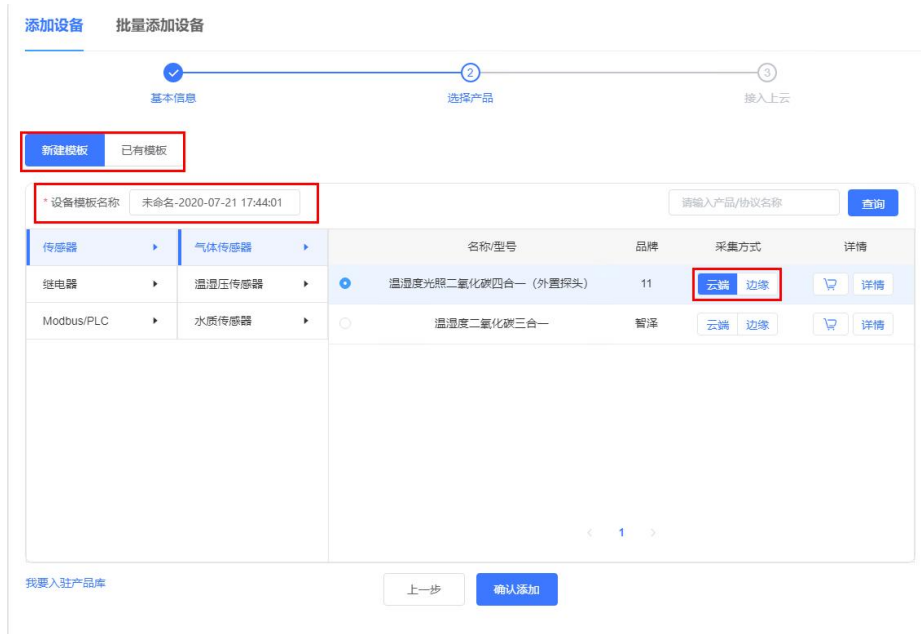 添加设备 批量添加设备
2 3
基本信息 选择产品 接入上云
新建模板 已有模板
* 设备模板名称 未命名-2020-07-21 17:44:01 请输入产品/协议名称 查询
传感器 气体传感器 名称/型号 品牌 采集方式 详情
继电器 温湿压传感器 温湿度光照二氧化碳四合一（外置探头） 11 云端 边缘 详情
Modbus/PLC 水质传感器 温湿度二氧化碳三合一 智泽 云端 边缘 详情
< 1 >
我要入驻产品库 上一步 确认添加